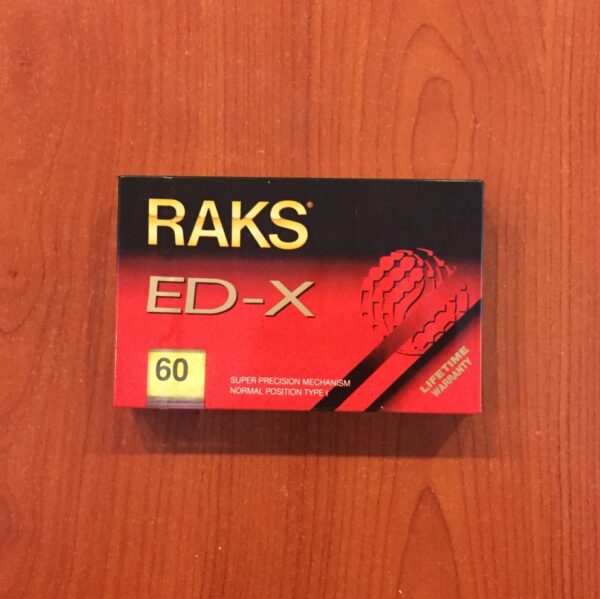 RAKS®
ED-X
60
SUPER PRECISION MECHANISM
NORMAL POSITION TYPE I
LIFETIME
WARRANTY